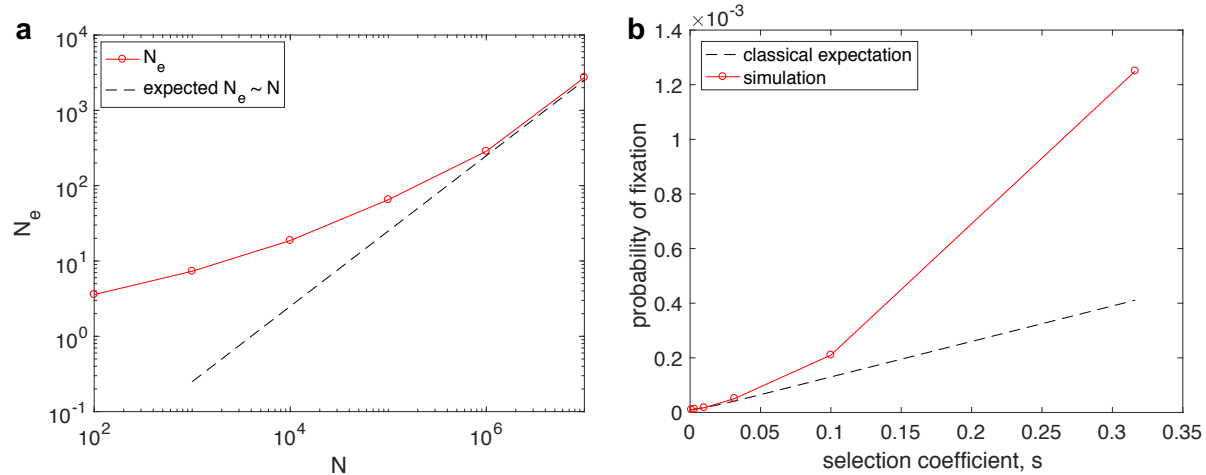 a
10^4
10^3
10^2
10^1
10^0
10^-1
N_e
N_e
expected N_e ~ N
10^2
10^4
10^6
N
b
×10^-3
1.4
1.2
1
0.8
0.6
0.4
0.2
0
probability of fixation
classical expectation
simulation
0
0.05
0.1
0.15
0.2
0.25
0.3
0.35
selection coefficient, s